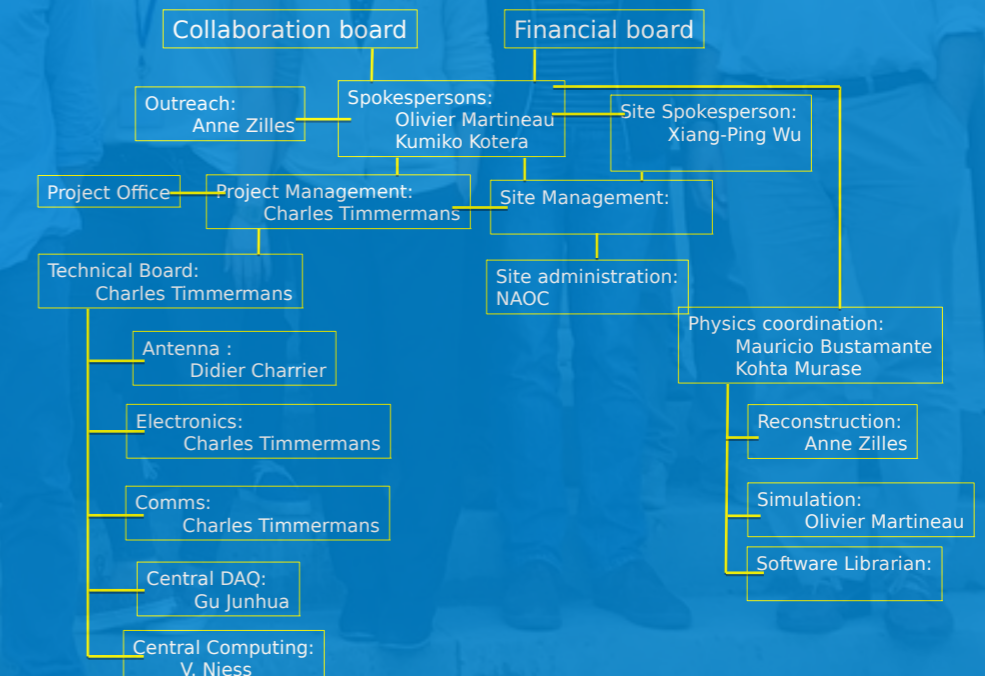 Collaboration board
Financial board
Outreach:
Anne Zilles
Spokespersons:
Olivier Martineau
Kumiko Kotera
Site Spokesperson:
Xiang-Ping Wu
Project Office
Project Management:
Charles Timmermans
Site Management:
Technical Board:
Charles Timmermans
Site administration:
NAOC
Physics coordination:
Mauricio Bustamante
Kohta Murase
Antenna :
Didier Charrier
Electronics:
Charles Timmermans
Comms:
Charles Timmermans
Central DAQ:
Gu Junhua
Central Computing:
V. Niess
Reconstruction:
Anne Zilles
Simulation:
Olivier Martineau
Software Librarian: